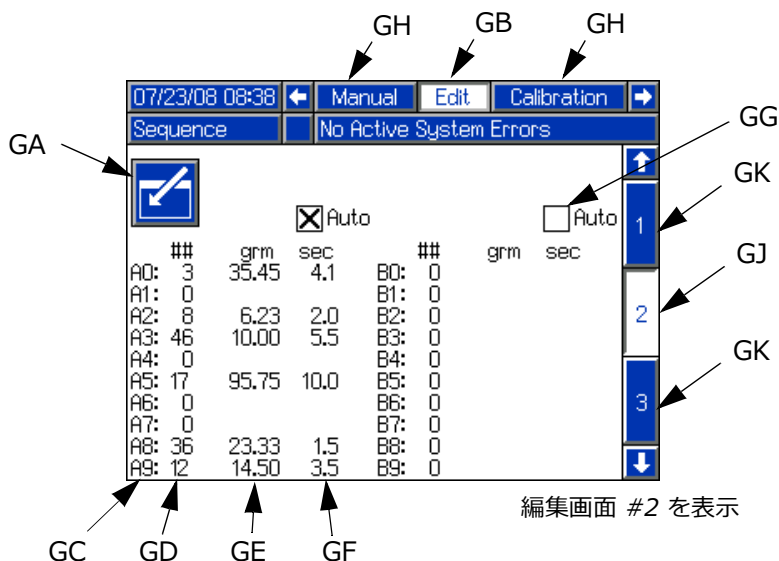 GH GB GH
07/23/08 08:38 Manual Edit Calibration
Sequence No Active System Errors
GA
GG
GK
Auto Auto 1
## grm sec ## grm sec
GJ
A0: 3 35.45 4.1 B0: 0
A1: 0 B1: 0
A2: 8 6.23 2.0 B2: 0 2
A3: 46 10.00 5.5 B3: 0
GK
A4: 0 B4: 0
A5: 17 95.75 10.0 B5: 0
A6: 0 B6: 0 3
A7: 0 B7: 0
A8: 36 23.33 1.5 B8: 0
A9: 12 14.50 3.5 B9: 0
編集画面 #2 を表示
GC GD GE GF